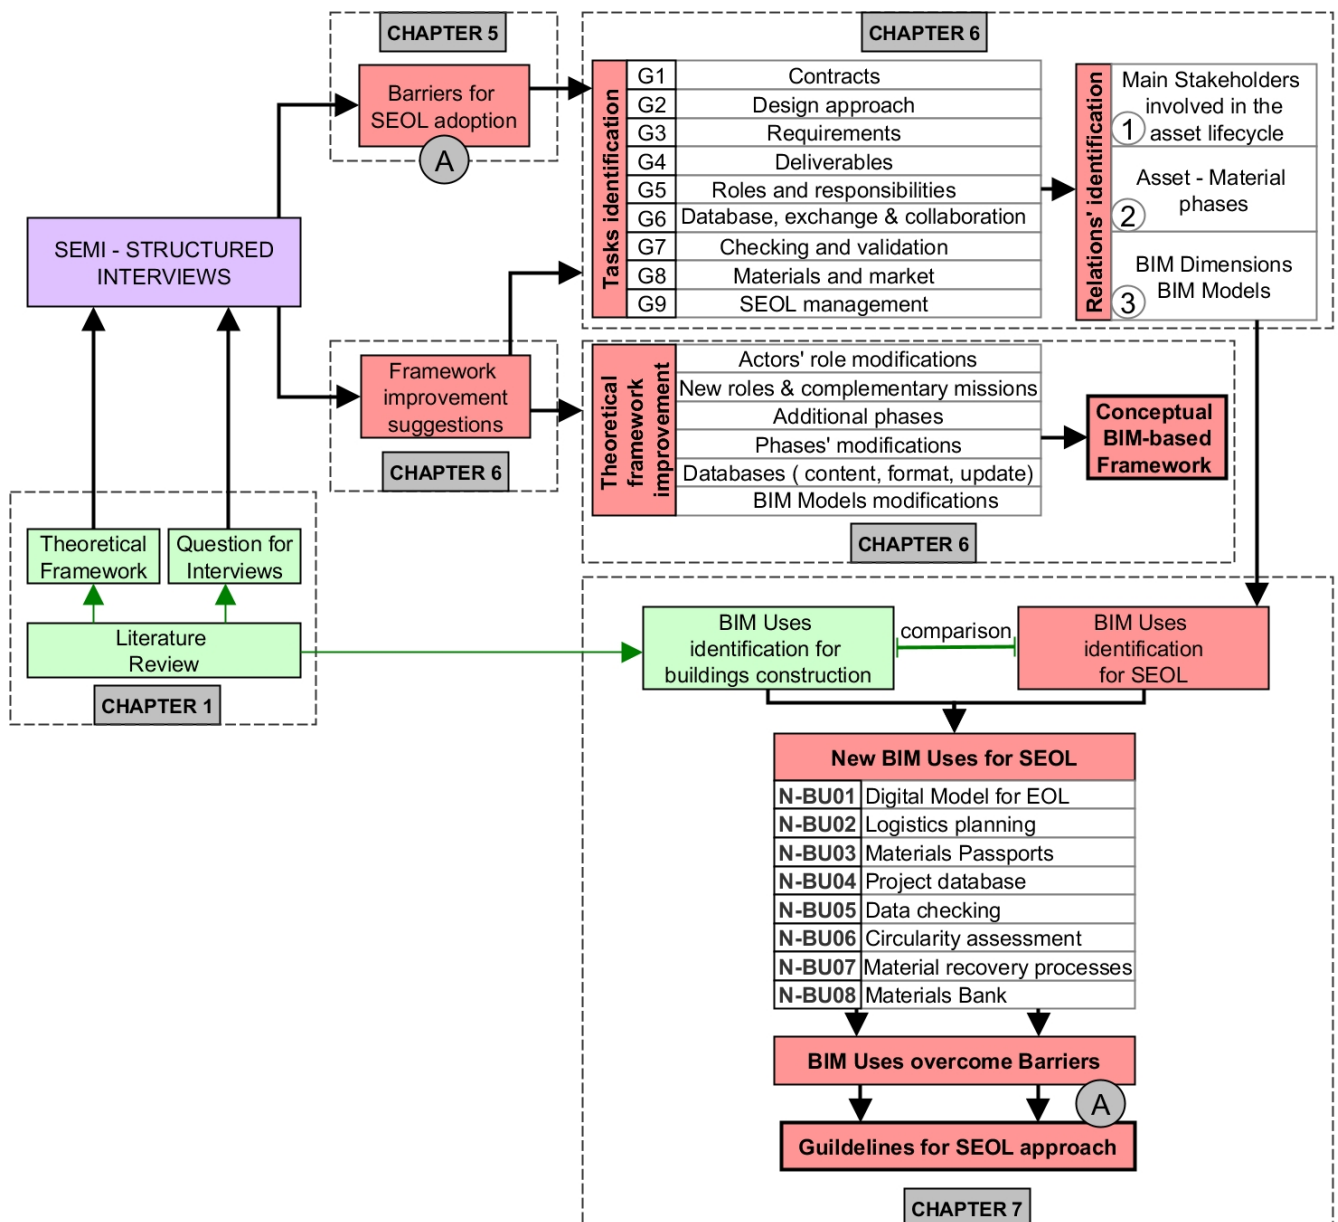 CHAPTER 5
Barriers for
SEOL adoption
A
SEMI - STRUCTURED
INTERVIEWS
Framework
improvement
suggestions
CHAPTER 6
Theoretical
Framework
Question for
Interviews
Literature
Review
CHAPTER 1
CHAPTER 6
Tasks identification
G1 Contracts
G2 Design approach
G3 Requirements
G4 Deliverables
G5 Roles and responsibilities
G6 Database, exchange & collaboration
G7 Checking and validation
G8 Materials and market
G9 SEOL management
Relations' identification
Main Stakeholders
involved in the
asset lifecycle
1
Asset - Material
phases
2
BIM Dimensions
BIM Models
3
Theoretical
framework
improvement
Actors' role modifications
New roles & complementary missions
Additional phases
Phases' modifications
Databases ( content, format, update)
BIM Models modifications
Conceptual
BIM-based
Framework
CHAPTER 6
BIM Uses
identification for
buildings construction
comparison
BIM Uses
identification
for SEOL
New BIM Uses for SEOL
N-BU01 Digital Model for EOL
N-BU02 Logistics planning
N-BU03 Materials Passports
N-BU04 Project database
N-BU05 Data checking
N-BU06 Circularity assessment
N-BU07 Material recovery processes
N-BU08 Materials Bank
BIM Uses overcome Barriers
A
Guildelines for SEOL approach
CHAPTER 7